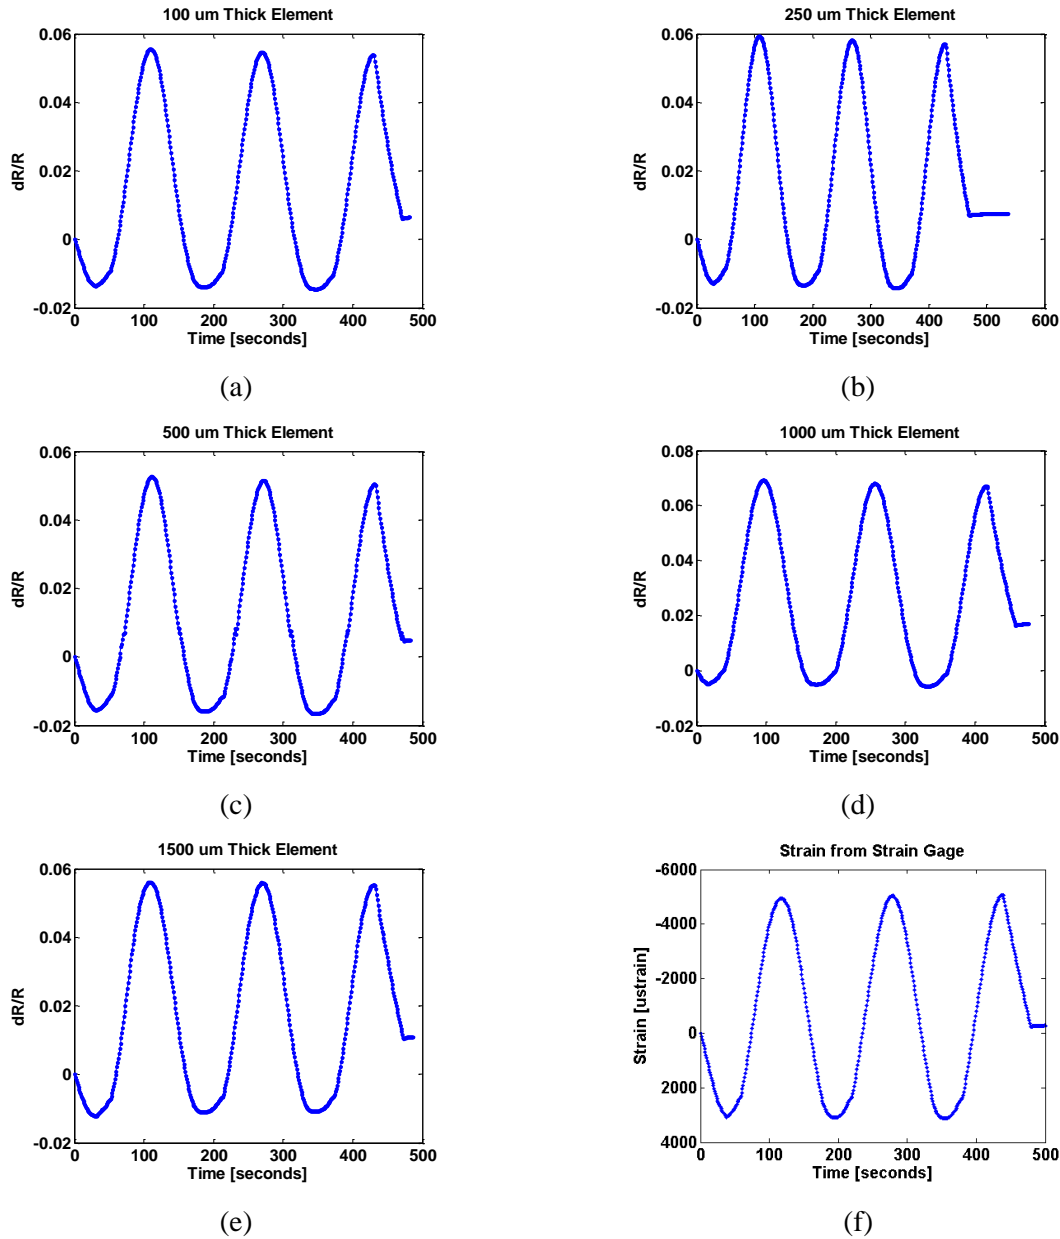 100 um Thick Element
0.06
0.04
0.02
0
-0.02
dR/R
0 100 200 300 400 500
Time [seconds]
(a)
250 um Thick Element
0.06
0.04
0.02
0
-0.02
dR/R
0 100 200 300 400 500 600
Time [seconds]
(b)
500 um Thick Element
0.06
0.04
0.02
0
-0.02
dR/R
0 100 200 300 400 500
Time [seconds]
(c)
1000 um Thick Element
0.08
0.06
0.04
0.02
0
-0.02
dR/R
0 100 200 300 400 500
Time [seconds]
(d)
1500 um Thick Element
0.06
0.04
0.02
0
-0.02
dR/R
0 100 200 300 400 500
Time [seconds]
(e)
Strain from Strain Gage
-6000
-4000
-2000
0
2000
4000
Strain [ustrain]
0 100 200 300 400 500
Time [seconds]
(f)